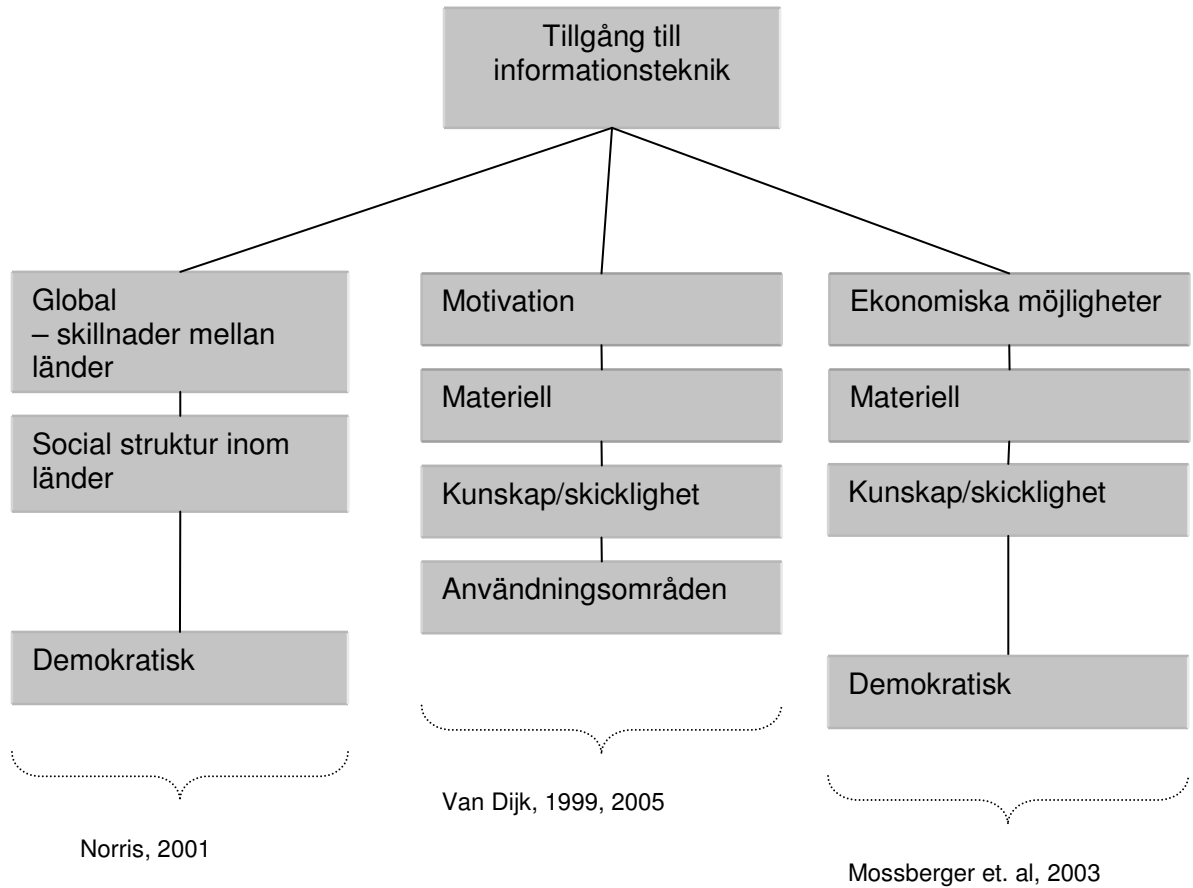 Tillgång till
informationsteknik
Global
– skillnader mellan
länder
Social struktur inom
länder
Demokratisk
Norris, 2001
Motivation
Materiell
Kunskap/skicklighet
Användningsområden
Van Dijk, 1999, 2005
Ekonomiska möjligheter
Materiell
Kunskap/skicklighet
Demokratisk
Mossberger et. al, 2003